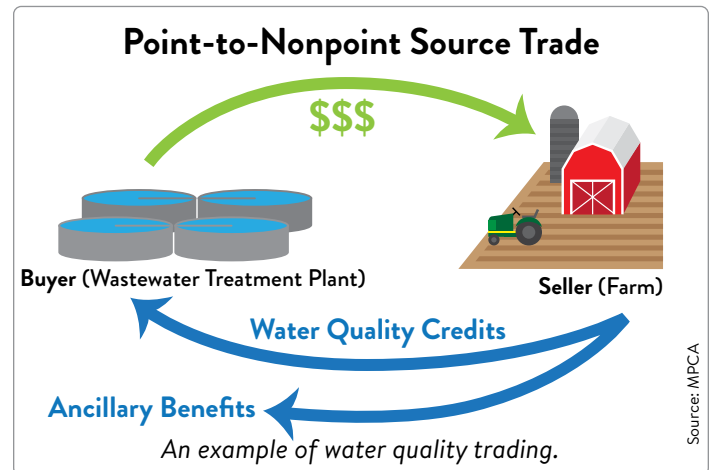 Point-to-Nonpoint Source Trade
$$$
Buyer (Wastewater Treatment Plant)
Seller (Farm)
Water Quality Credits
Ancillary Benefits
An example of water quality trading.
Source: MPCA